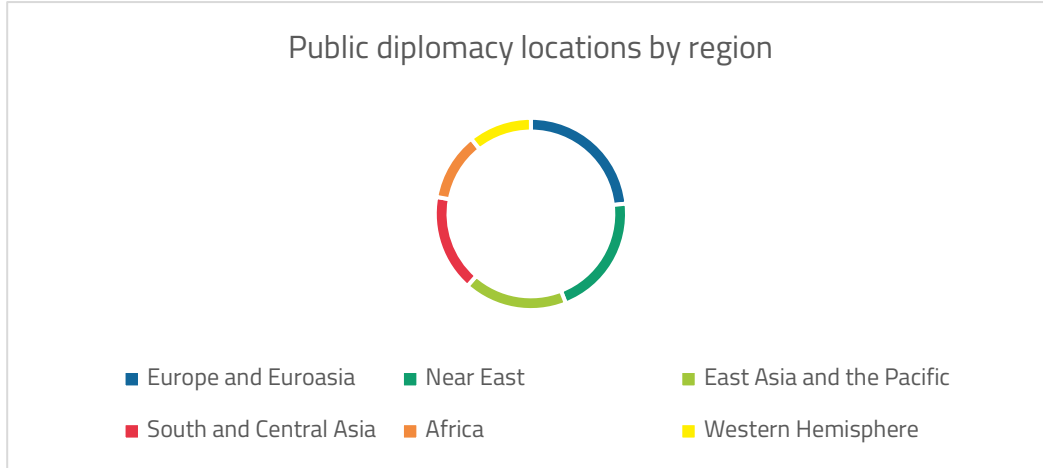 Public diplomacy locations by region
Europe and Euroasia
Near East
East Asia and the Pacific
South and Central Asia
Africa
Western Hemisphere